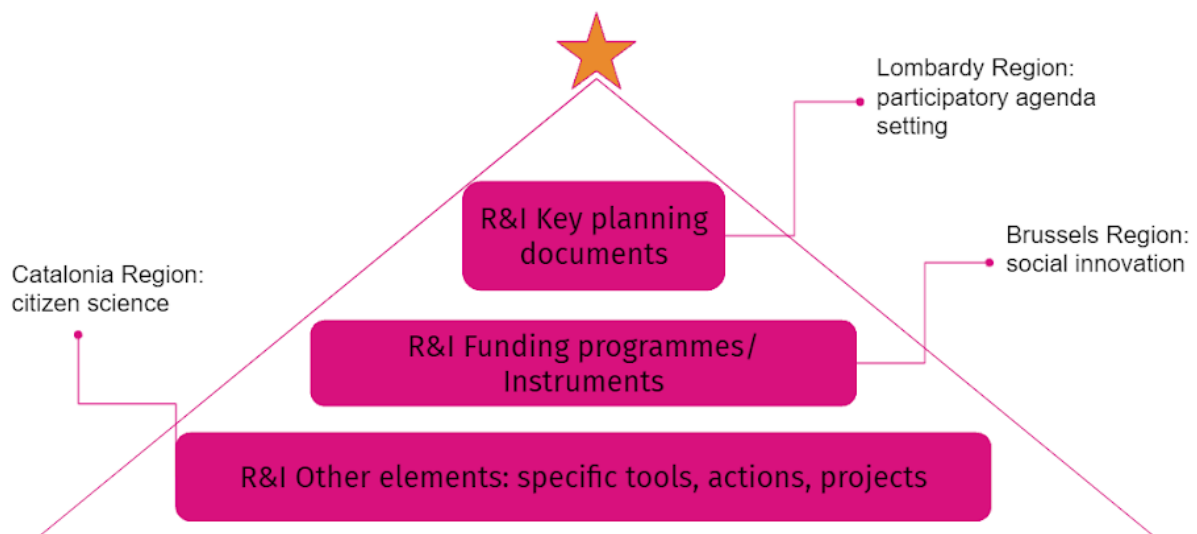 Lombardy Region:
participatory agenda
setting
R&I Key planning
documents
Brussels Region:
social innovation
Catalonia Region:
citizen science
R&I Funding programmes/
Instruments
R&I Other elements: specific tools, actions, projects